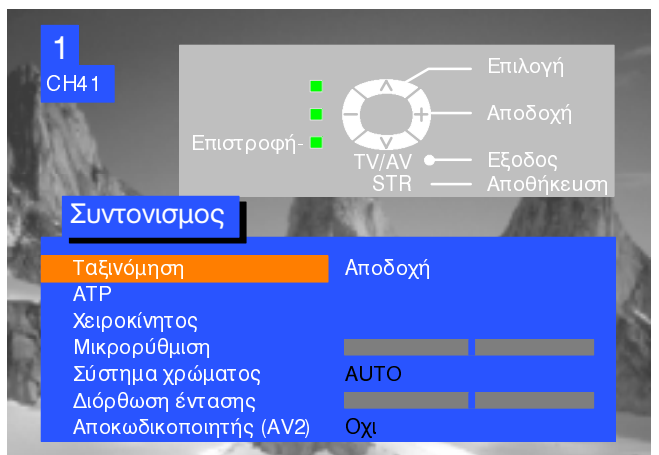 1
CH41
Επιλογή
Αποδοχή
Επιστροφή-
TV/AV Εξοδος
STR Αποθήκευση
Συντονισμος
Ταξινόμηση Αποδοχή
ATP
Χειροκίνητος
Μικρορύθμιση
Σύστημα χρώματος AUTO
Διόρθωση έντασης
Αποκωδικοποιητής (AV2) Οχι